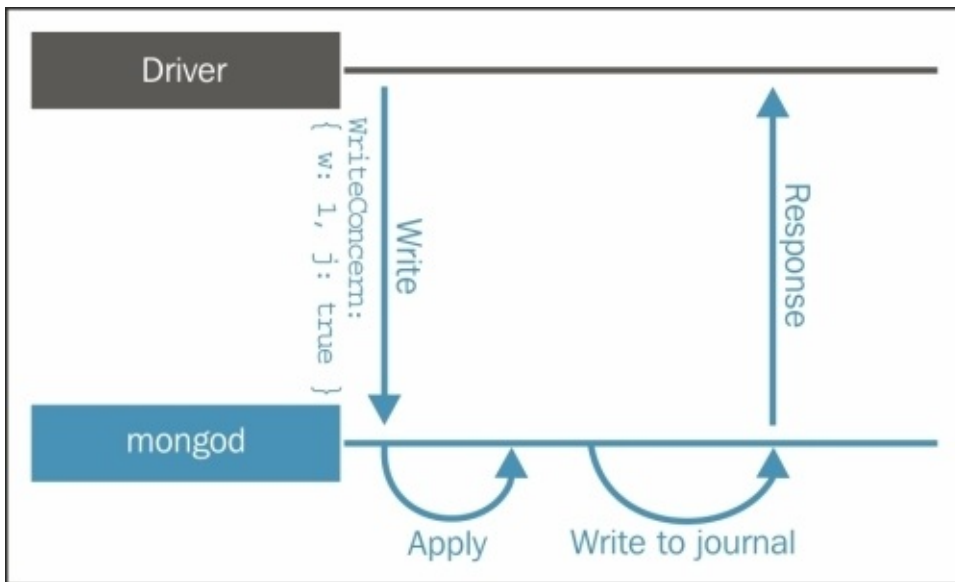 Driver
WriteConcern:
{ w: 1, j: true }
Write
Response
mongod
Apply
Write to journal